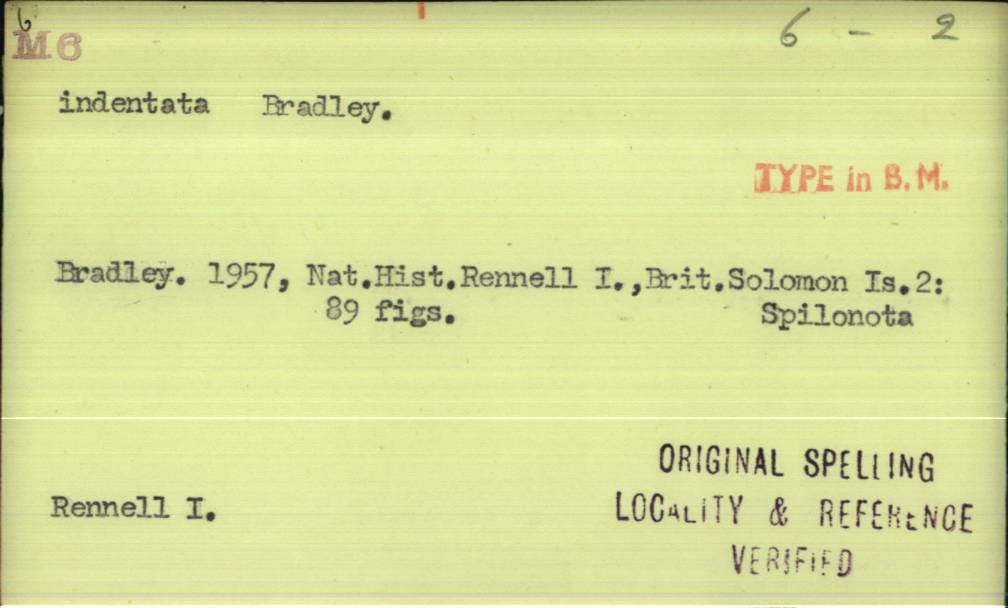 6
M6
6 - 2
indentata Bradley.
TYPE in B.M.
Bradley. 1957, Nat.Hist.Rennell I.,Brit.Solomon Is.2:
89 figs. Spilonota
ORIGINAL SPELLING
Rennell I. LOCALITY & REFERENCE
VERIFIED